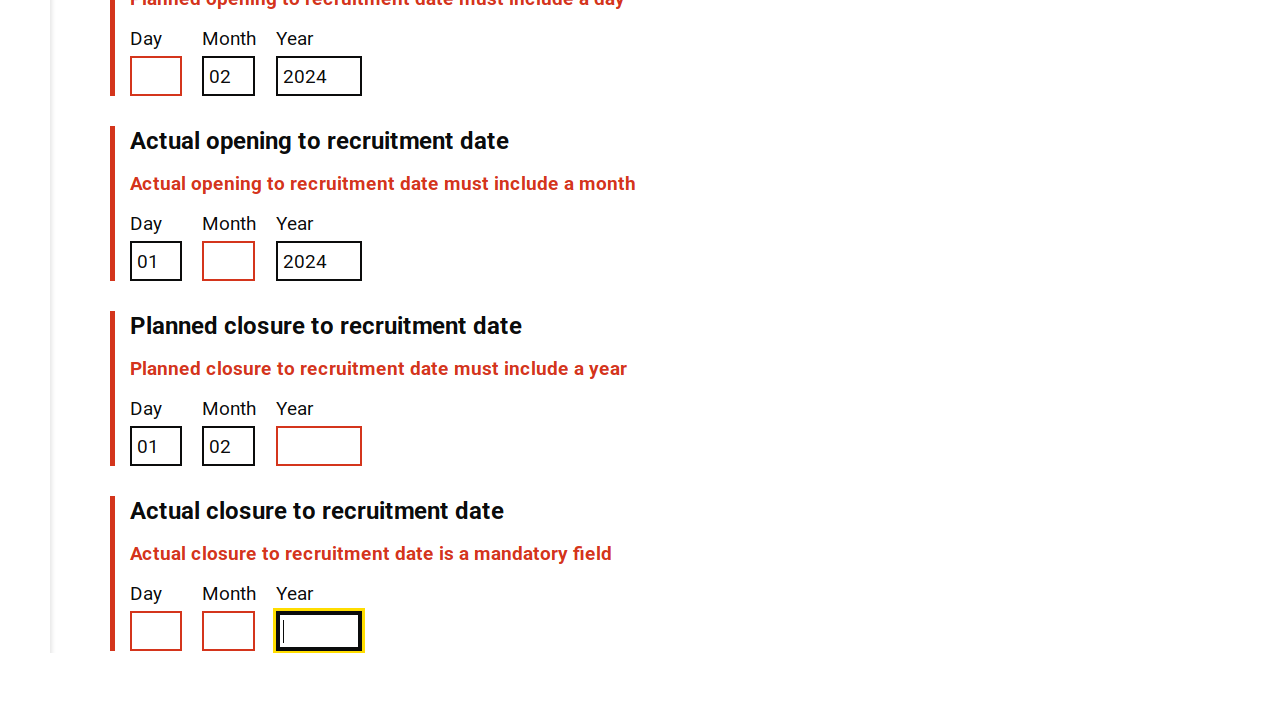 Planned opening to recruitment date must include a day
Day Month Year
02 2024
Actual opening to recruitment date
Actual opening to recruitment date must include a month
Day Month Year
01 2024
Planned closure to recruitment date
Planned closure to recruitment date must include a year
Day Month Year
01 02
Actual closure to recruitment date
Actual closure to recruitment date is a mandatory field
Day Month Year